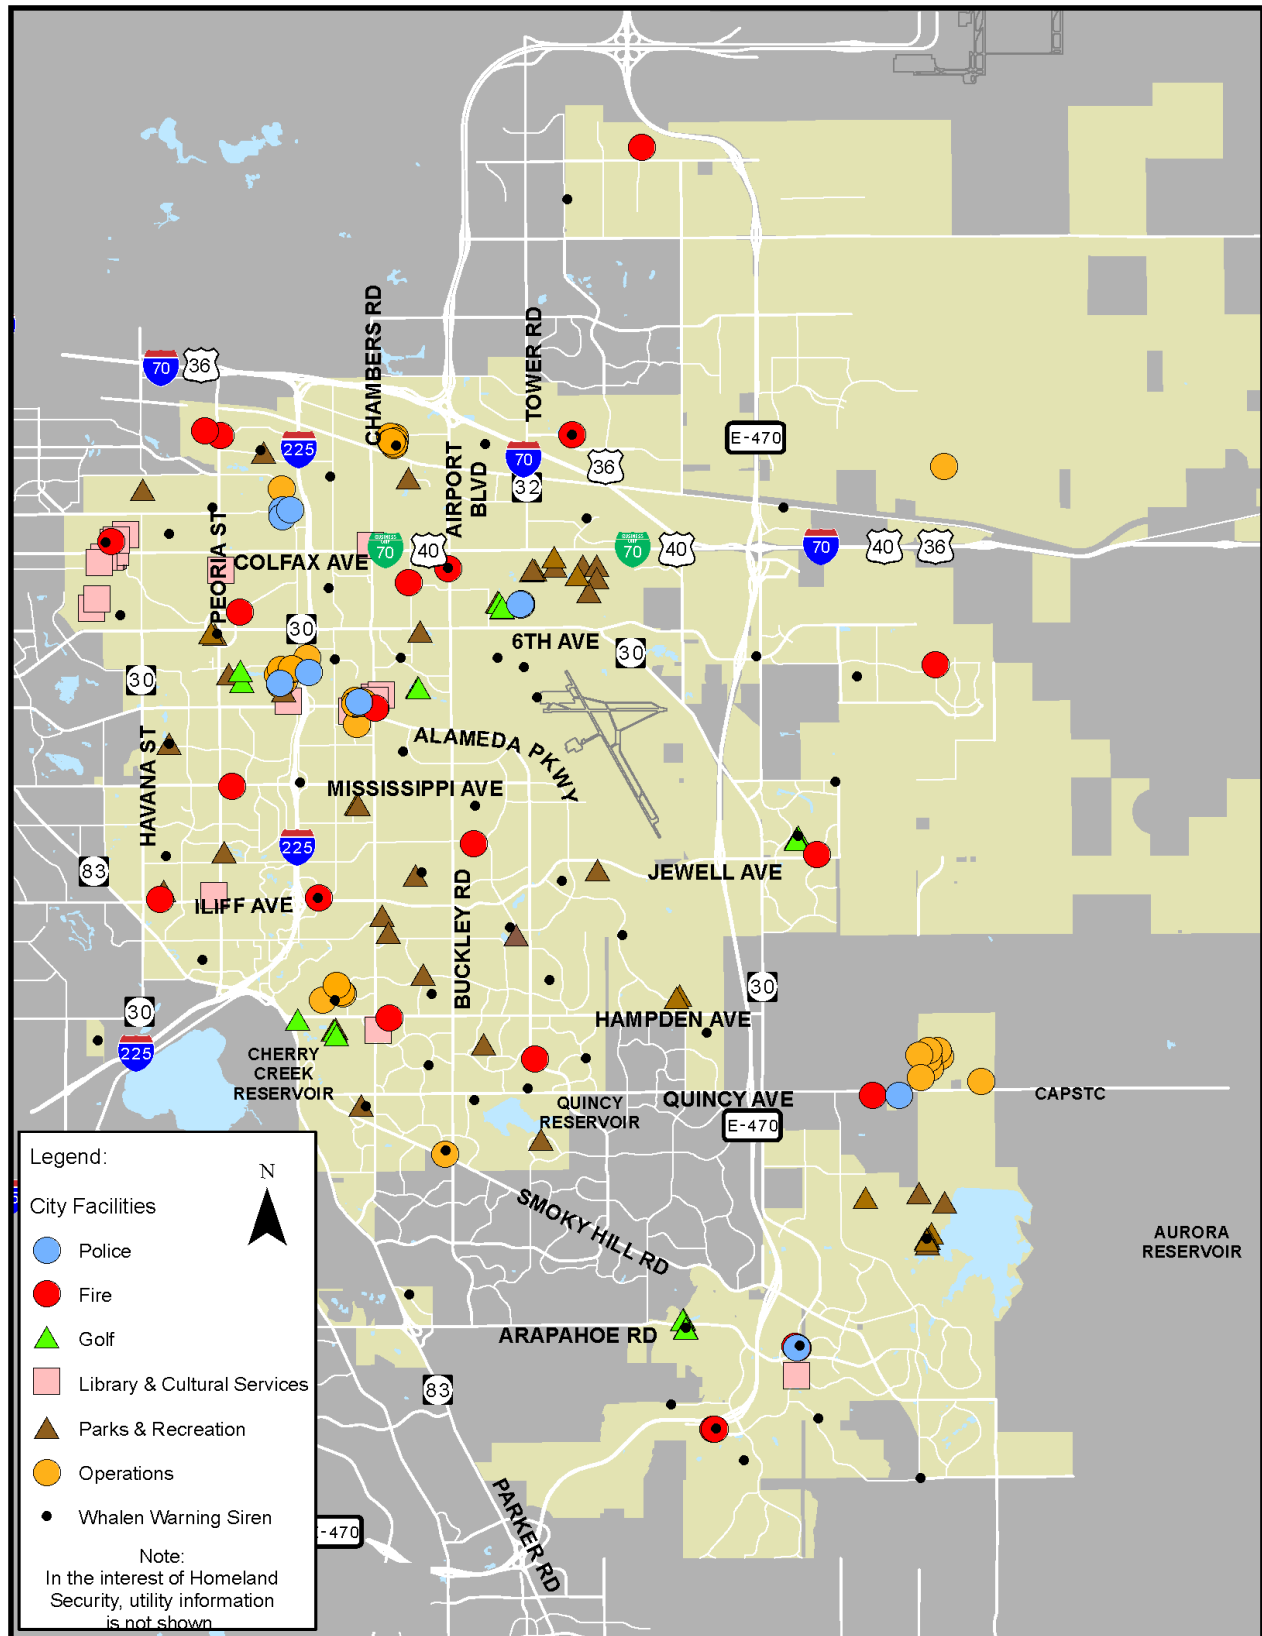 CHAMBERS RD
TOWER RD
70
36
225
E-470
AIRPORT
BLVD
70
36
32
PEORIA ST
COLFAX AVE
BUSINESS
70
40
BUSINESS
70
40
70
40
36
30
6TH AVE
30
30
HAVANA ST
ALAMEDA PKWY
MISSISSIPPI AVE
225
83
JEWELL AVE
ILIFF AVE
BUCKLEY RD
30
30
HAMPDEN AVE
225
CHERRY
CREEK
RESERVOIR
QUINCY
RESERVOIR
QUINCY AVE
CAPSTC
E-470
SMOKY HILL RD
AURORA
RESERVOIR
ARAPAHOE RD
83
PARKER RD
-470
Legend:
N
City Facilities
Police
Fire
Golf
Library & Cultural Services
Parks & Recreation
Operations
Whalen Warning Siren
Note:
In the interest of Homeland
Security, utility information
is not shown